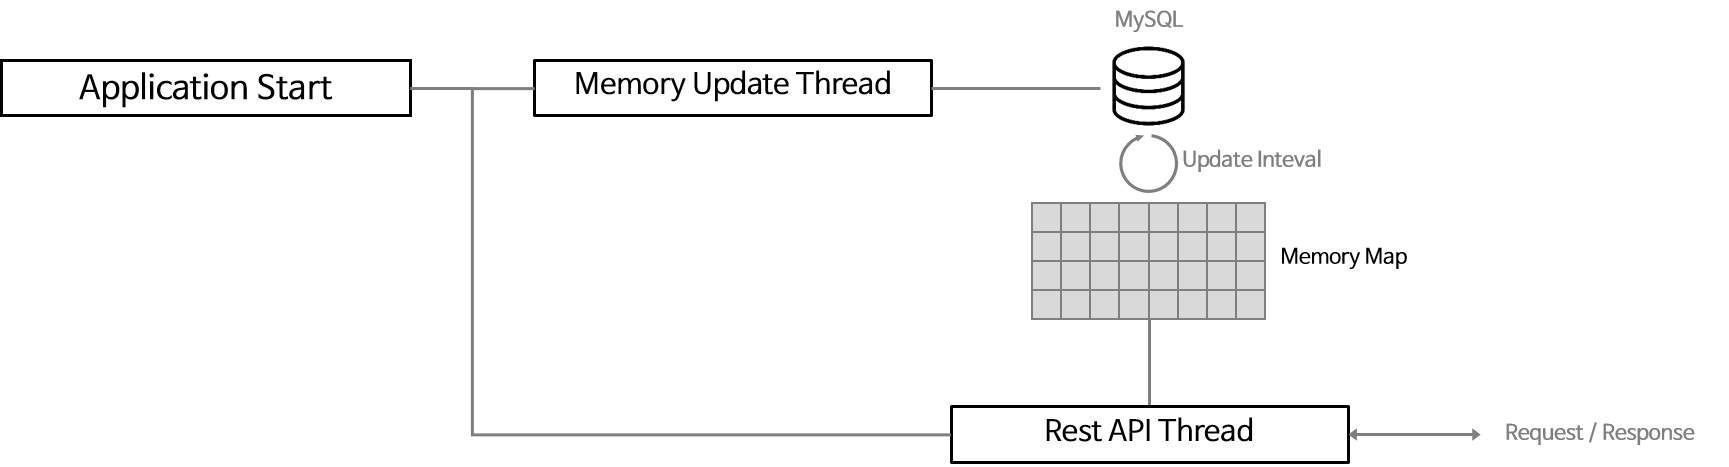 MySQL
Application Start
Memory Update Thread
Update Inteval
Memory Map
Rest API Thread
Request / Response